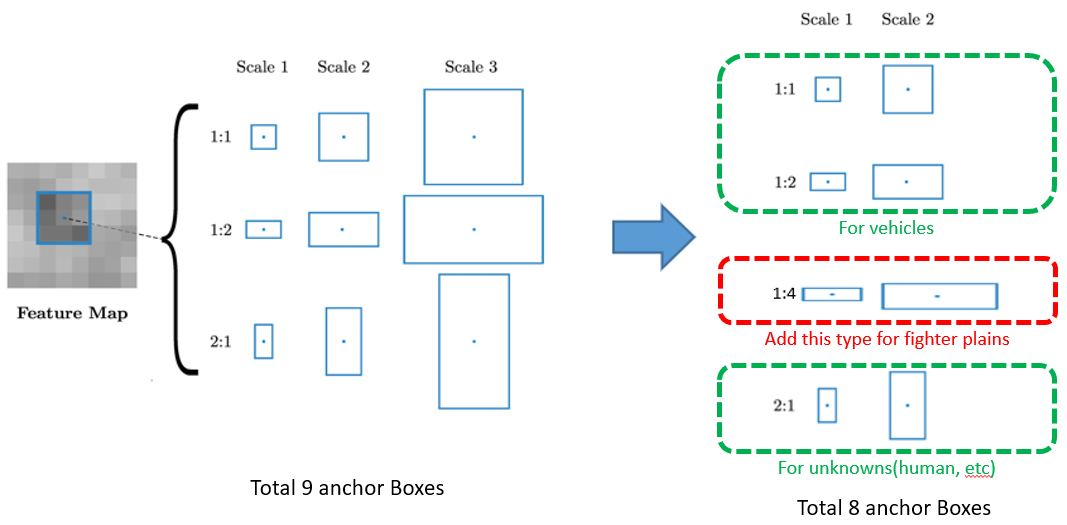 Scale 1 Scale 2 Scale 3
1:1
1:2
2:1
Feature Map
Total 9 anchor Boxes
Scale 1 Scale 2
1:1
1:2
For vehicles
1:4
Add this type for fighter plains
2:1
For unknowns(human, etc)
Total 8 anchor Boxes